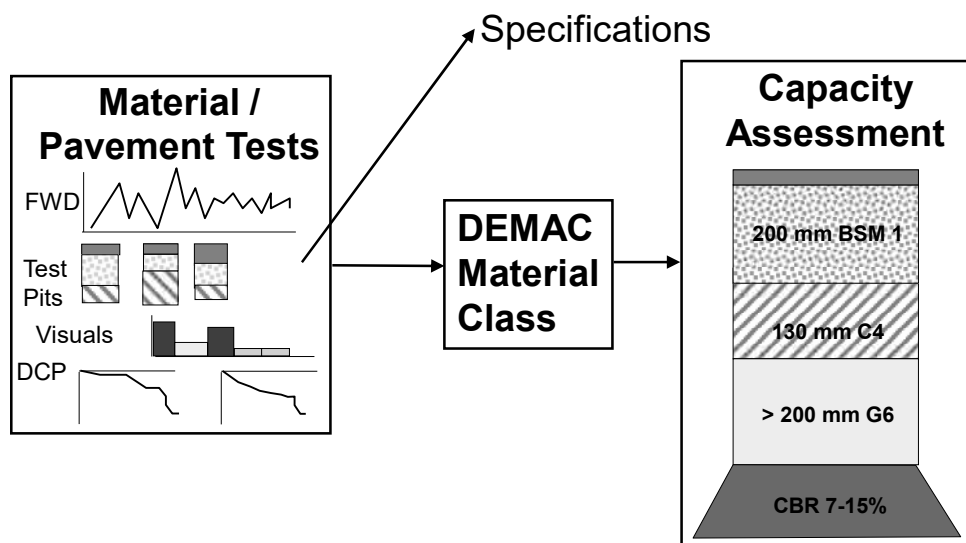 Specifications
Material /
Pavement Tests
FWD
Test
Pits
Visuals
DCP
DEMAC
Material
Class
Capacity
Assessment
200 mm BSM 1
130 mm C4
> 200 mm G6
CBR 7-15%